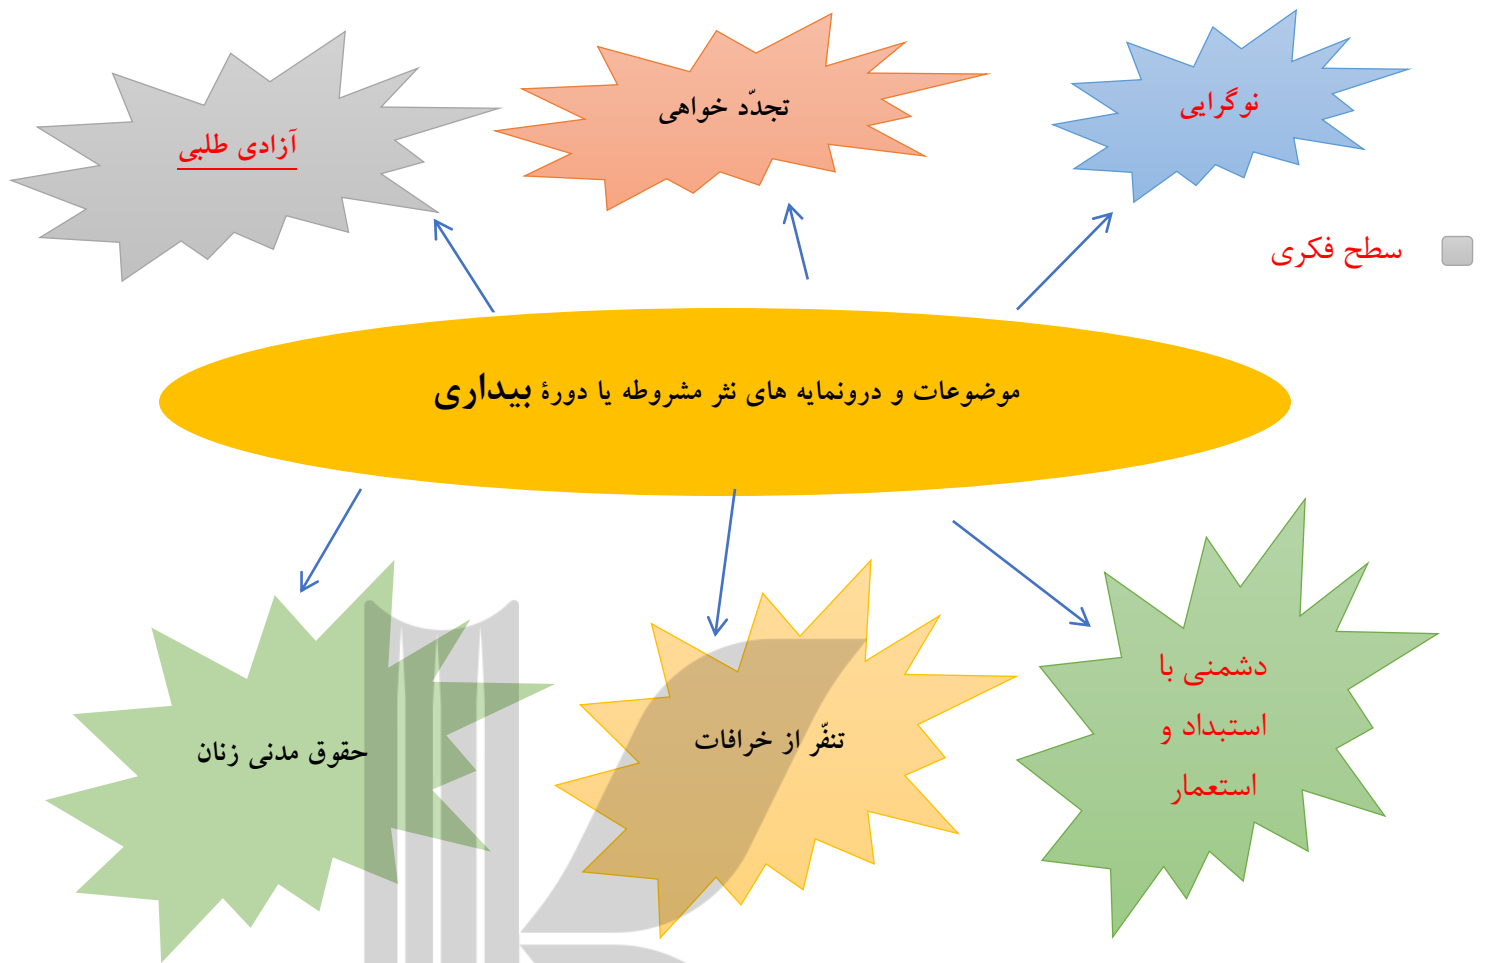 نوگرایی
تجدّد خواهی
آزادی طلبی
سطح فکری
موضوعات و درونمایه های نثر مشروطه یا دورۀ بیداری
دشمنی با
استبداد و
استعمار
تنفّر از خرافات
حقوق مدنی زنان